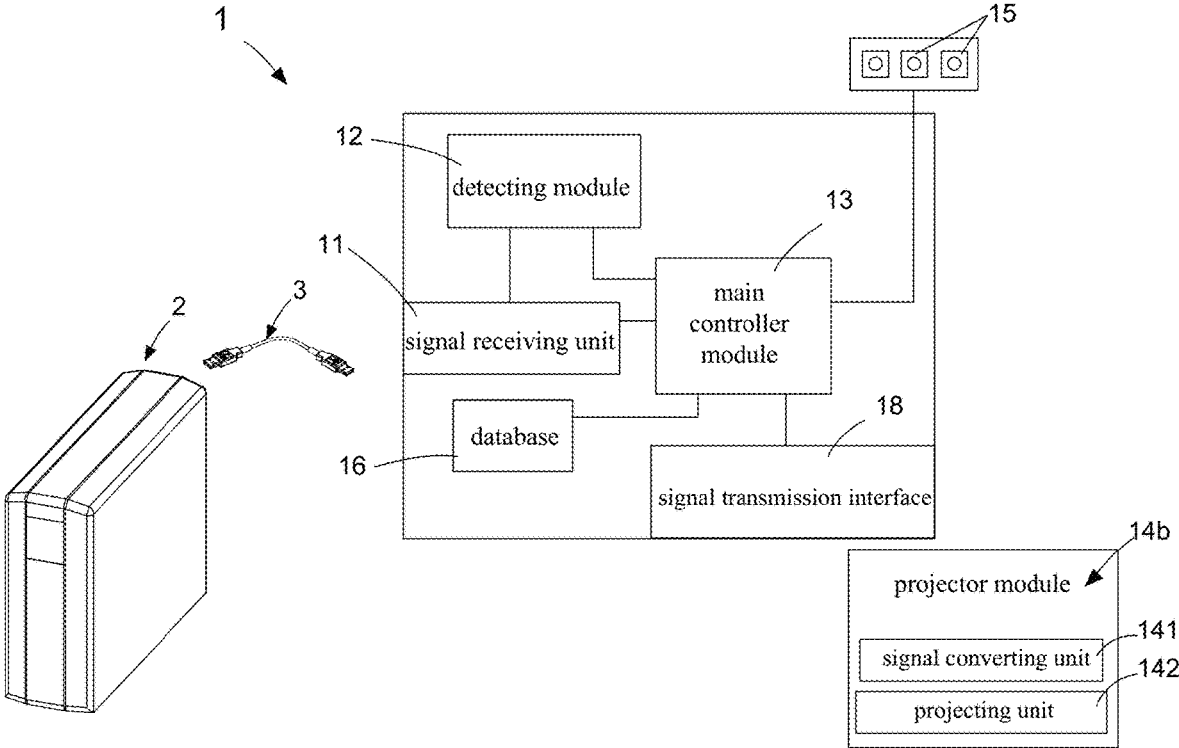 1
15
12
detecting module
13
11
main
controller
module
3
2
signal receiving unit
18
database
16
signal transmission interface
14b
projector module
141
signal converting unit
142
projecting unit